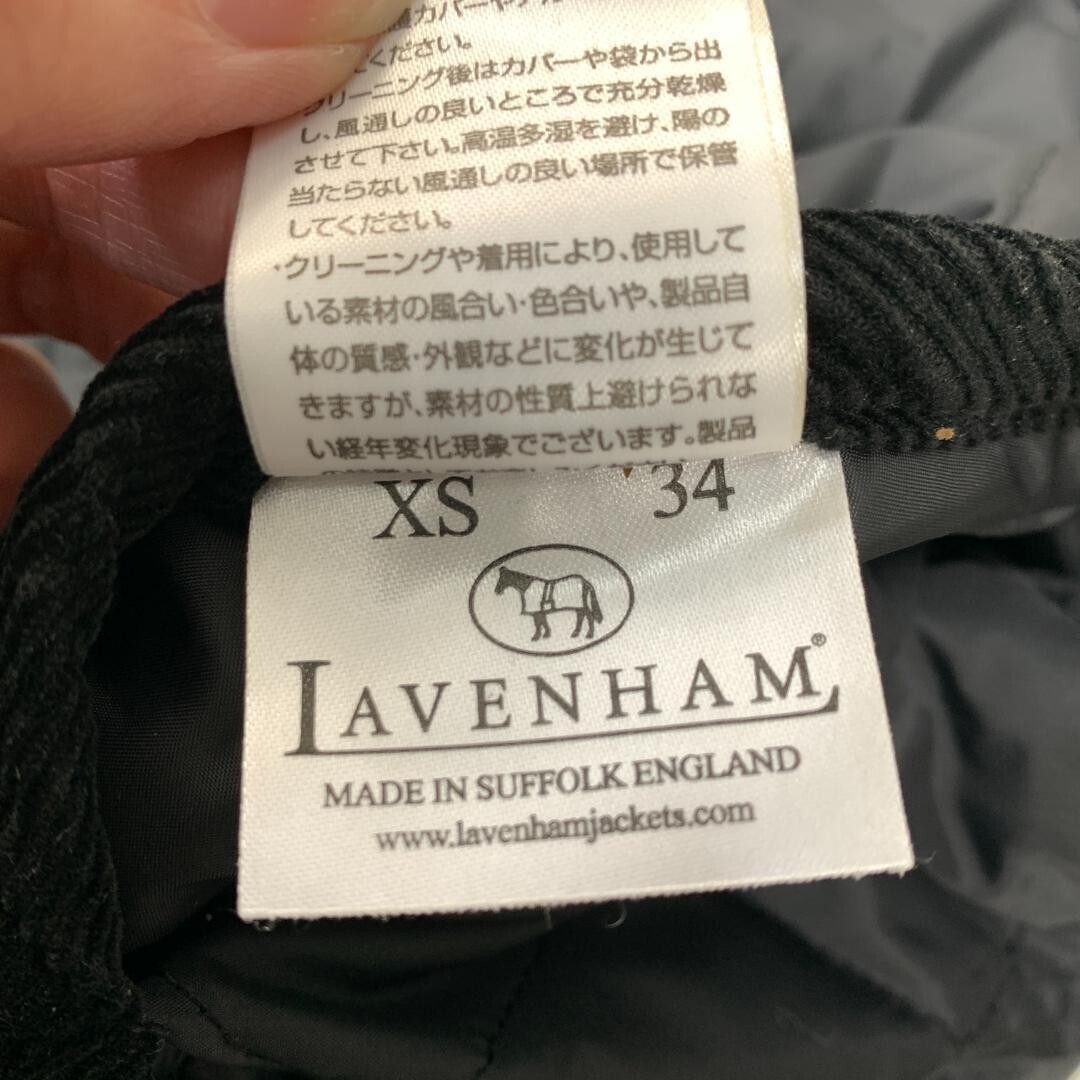 カバーや
ください。
クリーニング後はカバーや袋から出
し、風通しの良いところで充分乾燥
させて下さい。高温多湿を避け、陽の
当たらない風通しの良い場所で保管
してください。
・クリーニングや着用により、使用して
いる素材の風合い・色合いや、製品自
体の質感・外観などに変化が生じて
きますが、素材の性質上避けられな
い経年変化現象でございます。製品
XS 34
LAVENHAM®
MADE IN SUFFOLK ENGLAND
www.lavenhamjackets.com